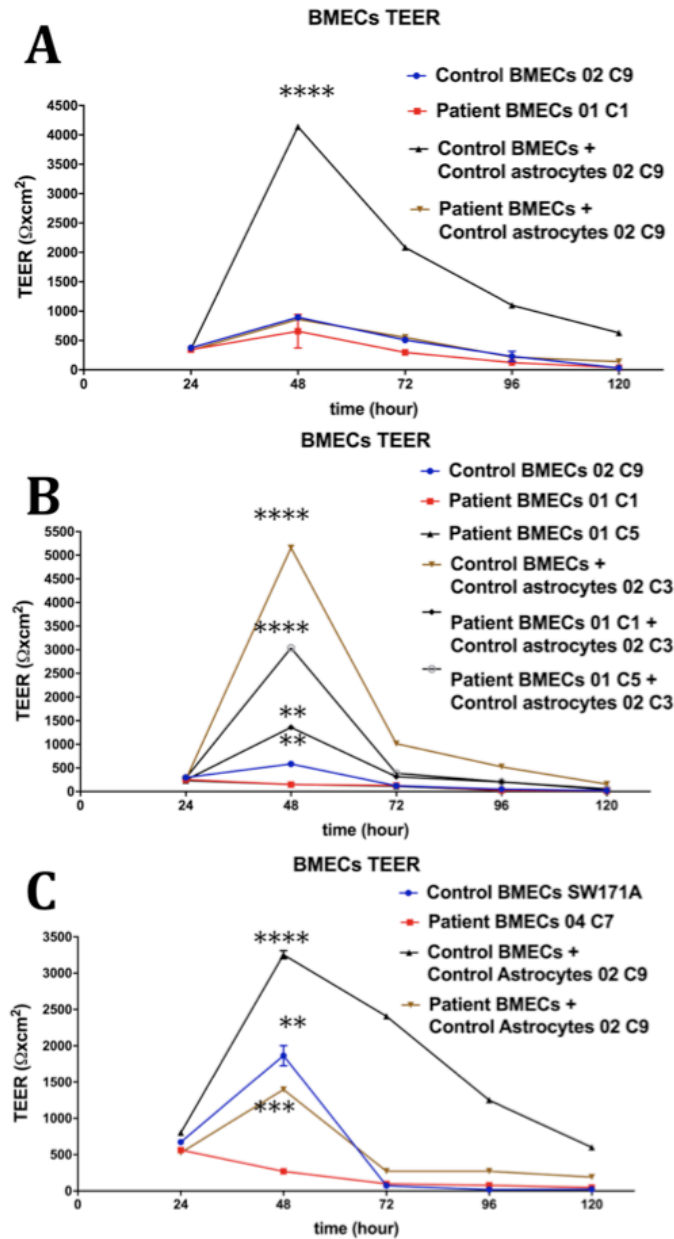 BMECs TEER
A
Control BMECs 02 C9
Patient BMECs 01 C1
Control BMECs +
Control astrocytes 02 C9
Patient BMECs +
Control astrocytes 02 C9
****
TEER (Ωxcm²)
4500
4000
3500
3000
2500
2000
1500
1000
500
0
0 24 48 72 96 120
time (hour)
BMECs TEER
B
Control BMECs 02 C9
Patient BMECs 01 C1
Patient BMECs 01 C5
Control BMECs +
Control astrocytes 02 C3
Patient BMECs 01 C1 +
Control astrocytes 02 C3
Patient BMECs 01 C5 +
Control astrocytes 02 C3
****
****
**
**
TEER (Ωxcm²)
5500
5000
4500
4000
3500
3000
2500
2000
1500
1000
500
0
0 24 48 72 96 120
time (hour)
BMECs TEER
C
Control BMECs SW171A
Patient BMECs 04 C7
Control BMECs +
Control Astrocytes 02 C9
Patient BMECs +
Control Astrocytes 02 C9
****
**
***
TEER (Ωxcm²)
3500
3000
2500
2000
1500
1000
500
0
0 24 48 72 96 120
time (hour)